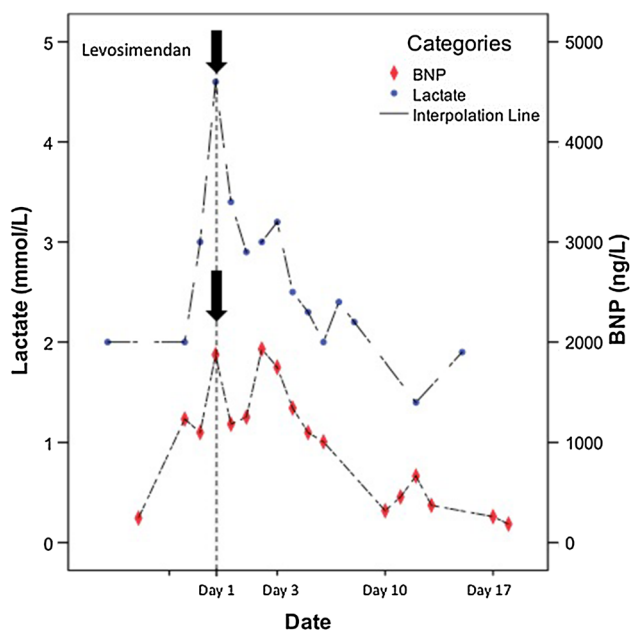 Levosimendan
Categories
BNP
Lactate
Interpolation Line
5
4
3
2
1
0
Lactate (mmol/L)
5000
4000
3000
2000
1000
0
BNP (ng/L)
Day 1
Day 3
Day 10
Day 17
Date